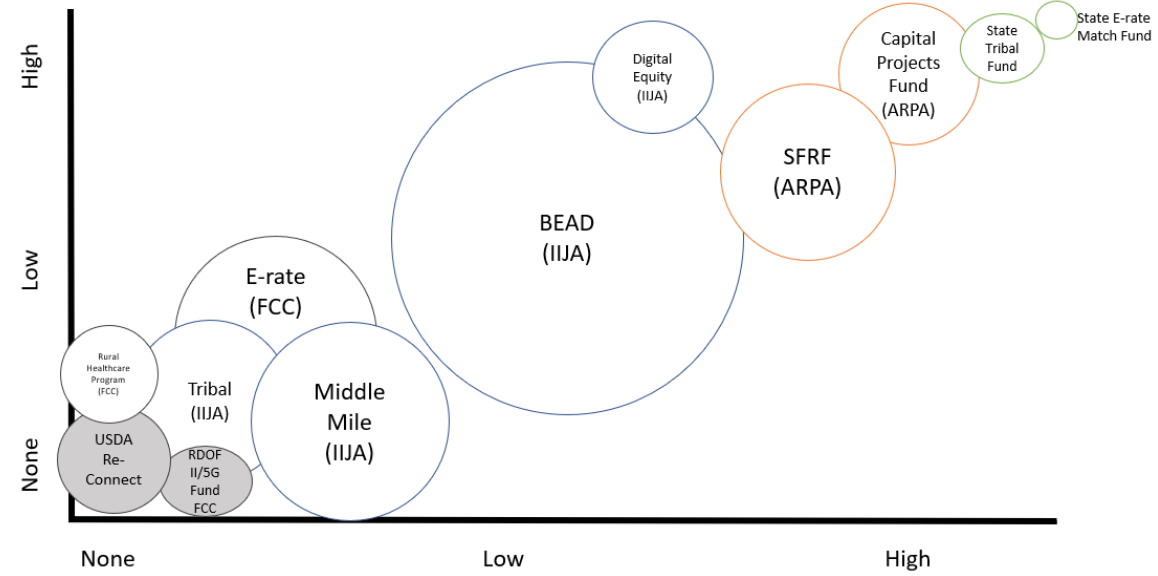 High
Low
None
State E-rate
Match Fund
State
Tribal
Fund
Capital
Projects
Fund
(ARPA)
Digital
Equity
(IIJA)
SFRF
(ARPA)
BEAD
(IIJA)
E-rate
(FCC)
Rural
Healthcare
Program
(FCC)
Tribal
(IIJA)
Middle
Mile
(IIJA)
USDA
Re-
Connect
RDOF
II/5G
Fund
FCC
None
Low
High